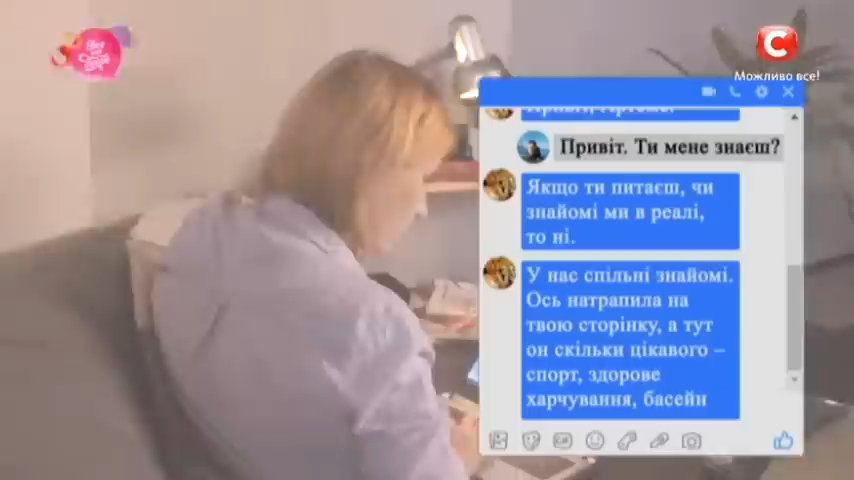 Можливо все!
Привіт. Ти мене знаєш?
Якщо ти питаєш, чи
знайомі ми в реалі,
то ні.
У нас спільні знайомі.
Ось натрапила на
твою сторінку, а тут
он скільки цікавого –
спорт, здорове
харчування, басейн